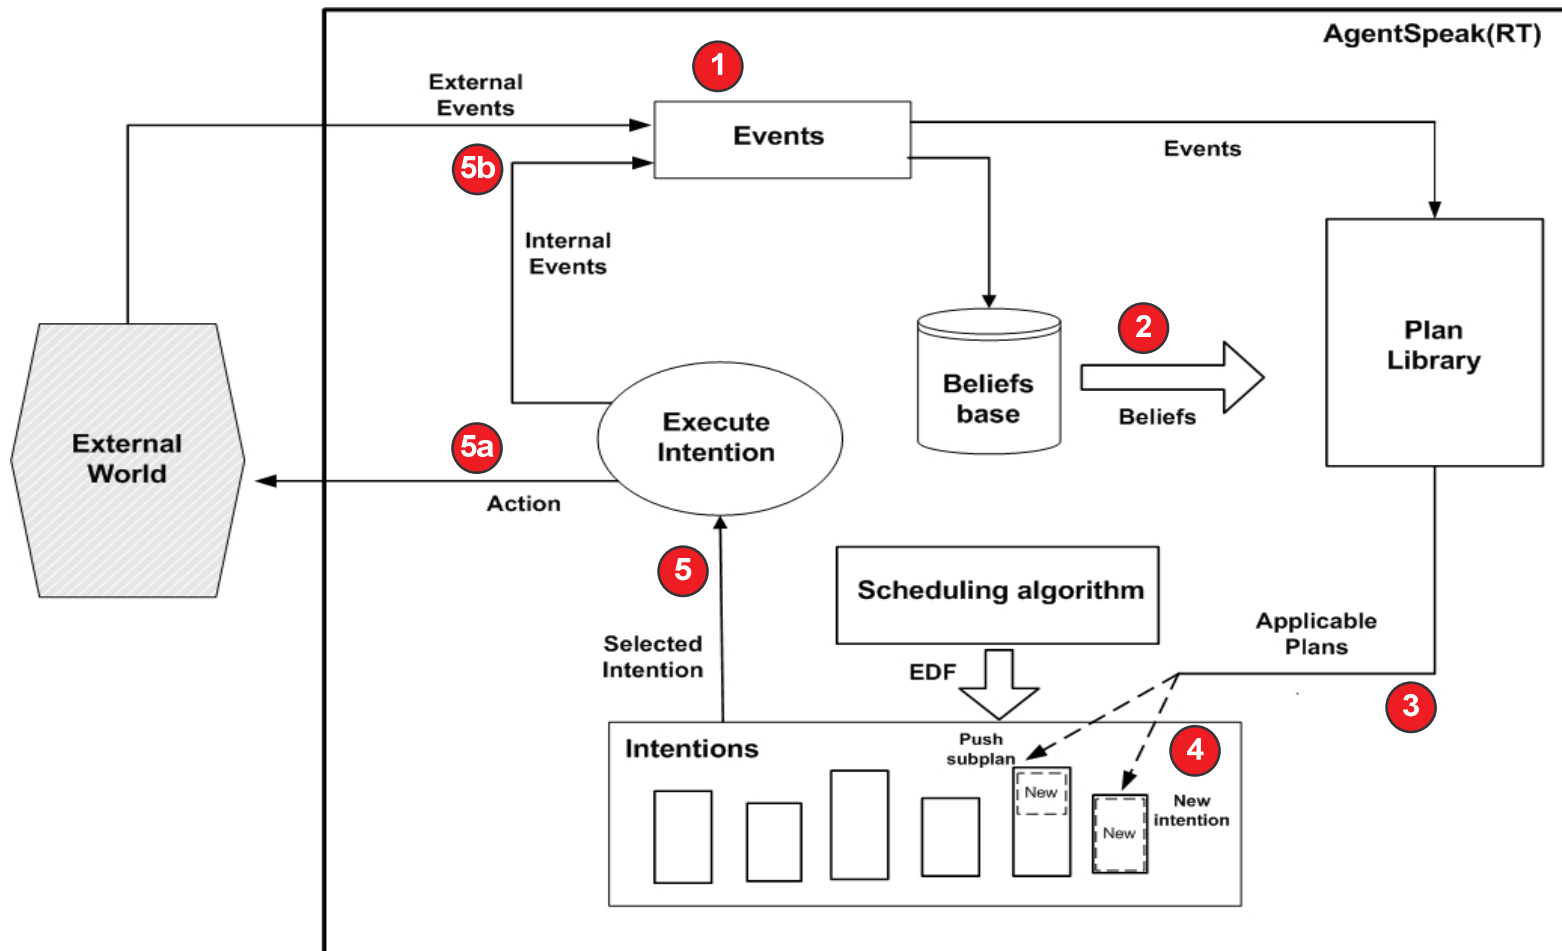 AgentSpeak(RT)
1
External
Events
Events
Events
5b
Internal
Events
2
Beliefs
base
Beliefs
Plan
Library
External
World
5a
Action
Execute
Intention
5
Selected
Intention
Scheduling algorithm
EDF
Applicable
Plans
3
4
Intentions
Push
subplan
New
New
New
intention